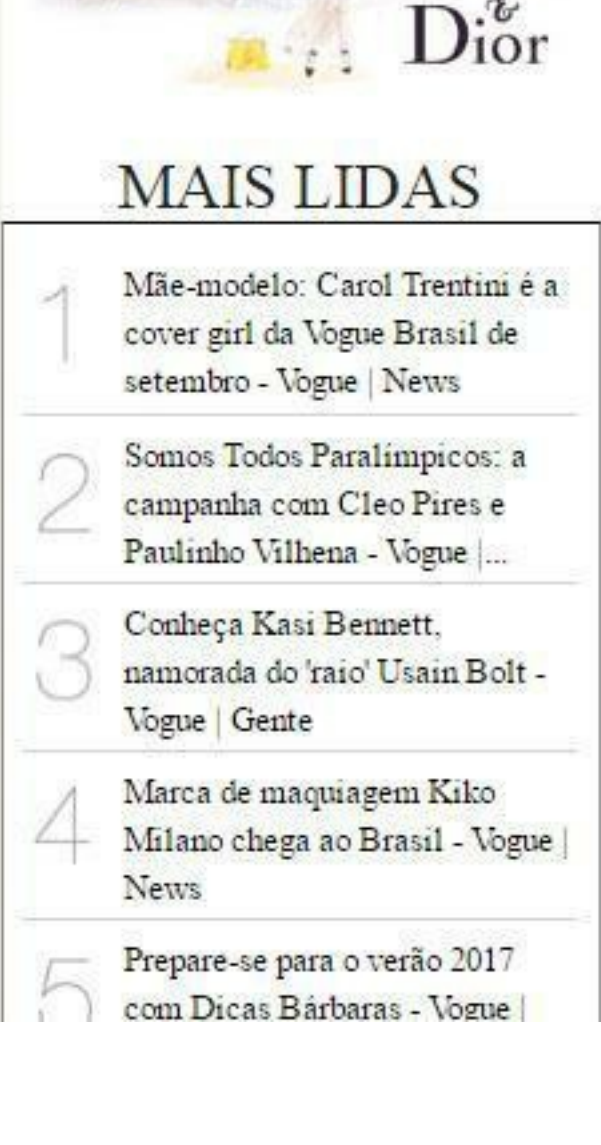 &
Dior
MAIS LIDAS
1
Mãe-modelo: Carol Trentini é a
cover girl da Vogue Brasil de
setembro - Vogue | News
2
Somos Todos Paralímpicos: a
campanha com Cleo Pires e
Paulinho Vilhena - Vogue |...
3
Conheça Kasi Bennett,
namorada do 'raio' Usain Bolt -
Vogue | Gente
4
Marca de maquiagem Kiko
Milano chega ao Brasil - Vogue |
News
5
Prepare-se para o verão 2017
com Dicas Bárbaras - Vogue |